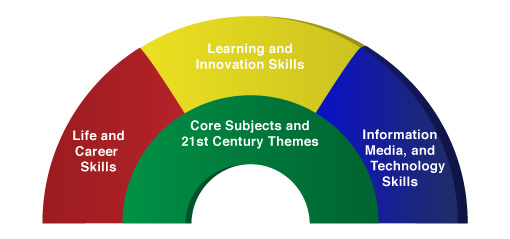 Learning and
Innovation Skills
Core Subjects and
21st Century Themes
Life and
Career
Skills
Information
Media, and
Technology
Skills